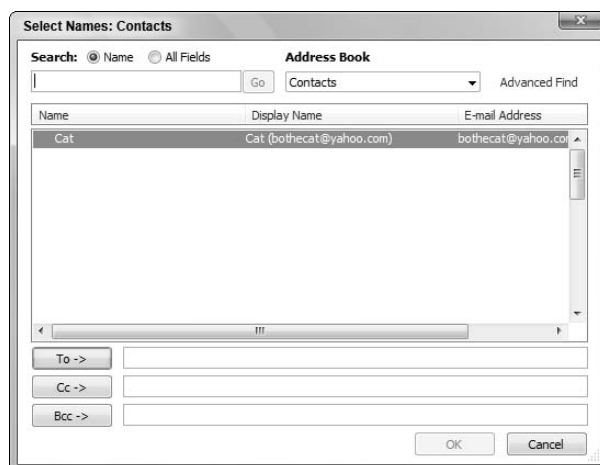 Select Names: Contacts
Search: Name All Fields Address Book
Go Contacts Advanced Find
Name Display Name E-mail Address
Cat Cat (bothecat@yahoo.com) bothecat@yahoo.cor
To ->
Cc ->
Bcc ->
OK Cancel